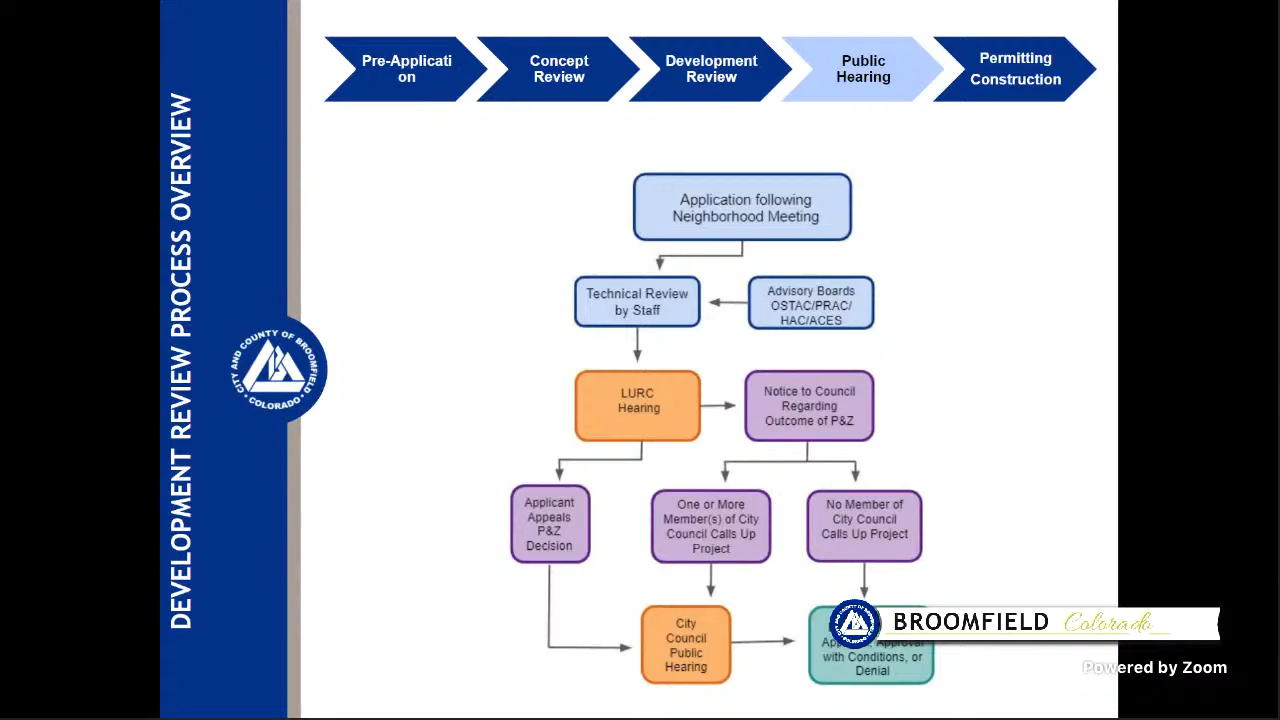 DEVELOPMENT REVIEW PROCESS OVERVIEW
CITY AND COUNTY OF BROOMFIELD
• COLORADO •
Pre-Applicati
on
Concept
Review
Development
Review
Public
Hearing
Permitting
Construction
Application following
Neighborhood Meeting
Technical Review
by Staff
Advisory Boards
OSTAC/PRAC/
HAC/ACES
LURC
Hearing
Notice to Council
Regarding
Outcome of P&Z
Applicant
Appeals
P&Z
Decision
One or More
Member(s) of City
Council Calls Up
Project
No Member of
City Council
Calls Up Project
City
Council
Public
Hearing
Approval
with Conditions, or
Denial
BROOMFIELD Colorado
Powered by Zoom